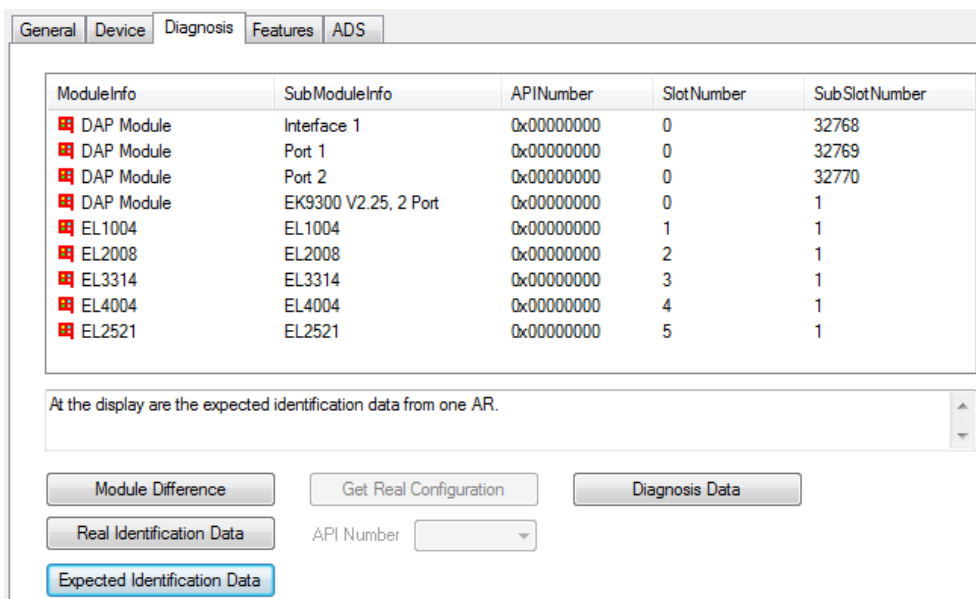 General Device Diagnosis Features ADS
ModuleInfo SubModuleInfo APINumber SlotNumber SubSlotNumber
DAP Module Interface 1 0x00000000 0 32768
DAP Module Port 1 0x00000000 0 32769
DAP Module Port 2 0x00000000 0 32770
DAP Module EK9300 V2.25, 2 Port 0x00000000 0 1
EL1004 EL1004 0x00000000 1 1
EL2008 EL2008 0x00000000 2 1
EL3314 EL3314 0x00000000 3 1
EL4004 EL4004 0x00000000 4 1
EL2521 EL2521 0x00000000 5 1
At the display are the expected identification data from one AR.
Module Difference Get Real Configuration Diagnosis Data
Real Identification Data API Number
Expected Identification Data